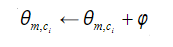 θ_{m,c_i} ← θ_{m,c_i} + φ